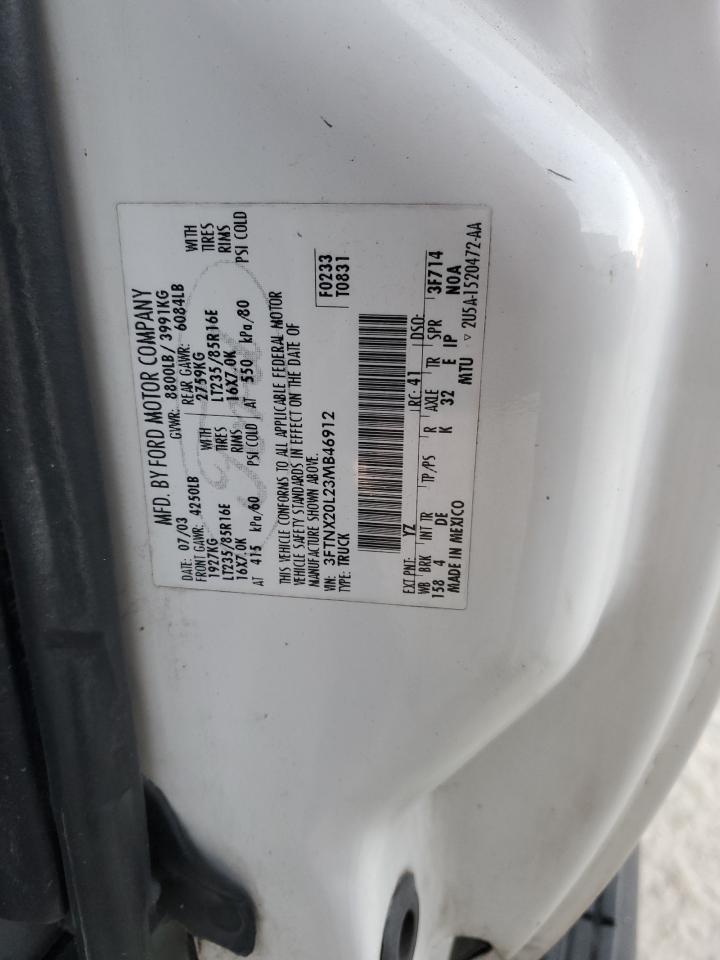 MFD. BY FORD MOTOR COMPANY
DATE: 07/03 GVWR: 8800LB / 3991KG
FRONT GAWR: 4250LB REAR GAWR: 6084LB
1927KG WITH 2759KG WITH
LT235/85R16E TIRES LT235/85R16E TIRES
16X7.0K RIMS 16X7.0K RIMS
AT 415 kPa/60 PSI COLD AT 550 kPa/80 PSI COLD
THIS VEHICLE CONFORMS TO ALL APPLICABLE FEDERAL MOTOR
VEHICLE SAFETY STANDARDS IN EFFECT ON THE DATE OF
MANUFACTURE SHOWN ABOVE.
VIN: 3FTNX20L23MB46912 F0233
TYPE: TRUCK T0831
EXT PNT: YZ RC: 41 DSO:
WB BRK INT TR TP/PS R AXLE TR SPR 3F714
158 4 DE K 32 E IP N0A
MADE IN MEXICO MTU ▽ 2U5A-1520472-AA